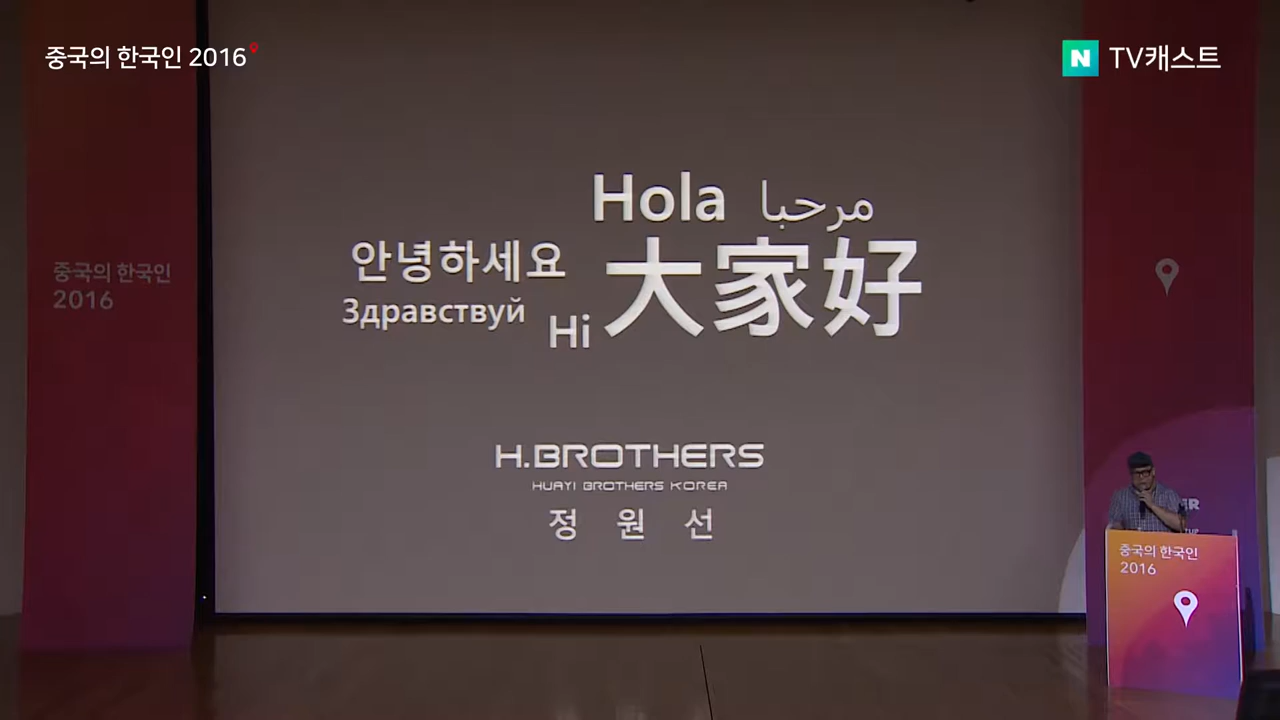 중국의 한국인 2016
N TV캐스트
Hola مرحبا
안녕하세요 大家好
Здравствуй
Hi
중국의 한국인
2016
H.BROTHERS
HUAYI BROTHERS KOREA
정 원 선
중국의 한국인
2016